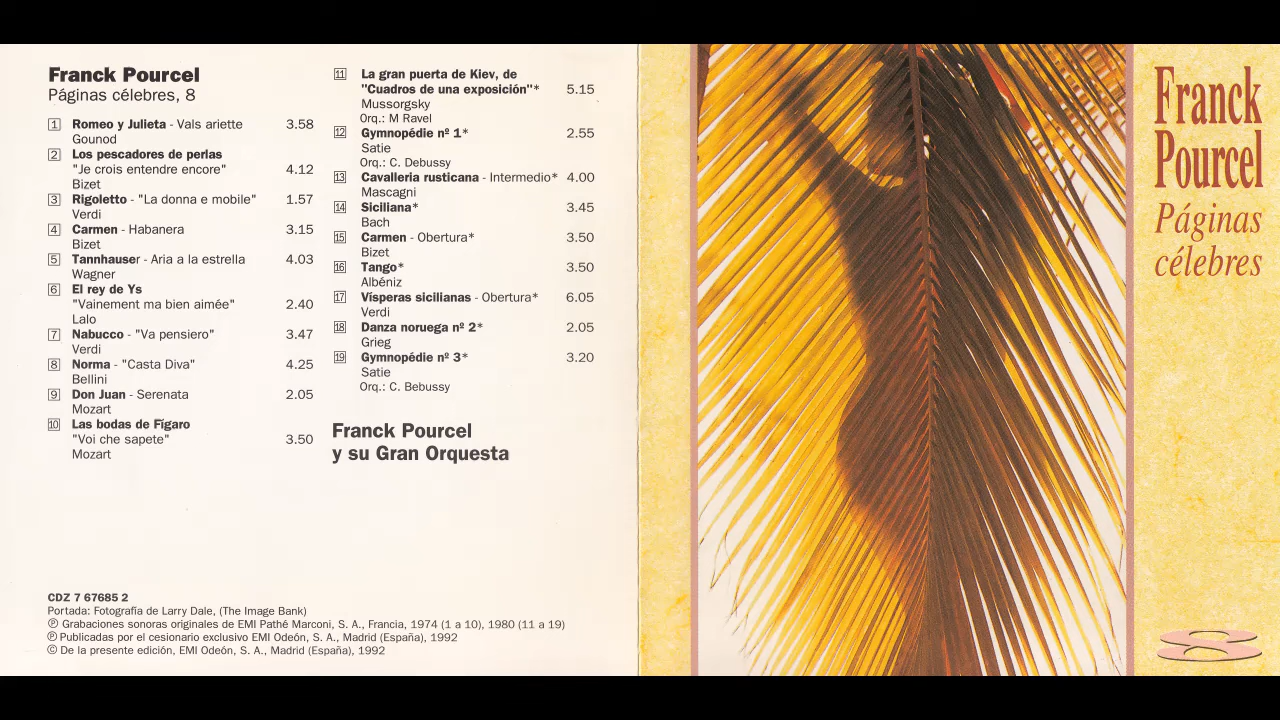 Franck Pourcel
Páginas célebres, 8
1 Romeo y Julieta - Vals ariette 3.58
Gounod
2 Los pescadores de perlas
"Je crois entendre encore" 4.12
Bizet
3 Rigoletto - "La donna e mobile" 1.57
Verdi
4 Carmen - Habanera 3.15
Bizet
5 Tannhauser - Aria a la estrella 4.03
Wagner
6 El rey de Ys
"Vainement ma bien aimée" 2.40
Lalo
7 Nabucco - "Va pensiero" 3.47
Verdi
8 Norma - "Casta Diva" 4.25
Bellini
9 Don Juan - Serenata 2.05
Mozart
10 Las bodas de Fígaro
"Voi che sapete" 3.50
Mozart
11 La gran puerta de Kiev, de
"Cuadros de una exposición"* 5.15
Mussorgsky
Orq.: M Ravel
12 Gymnopédie nº 1* 2.55
Satie
Orq.: C. Debussy
13 Cavalleria rusticana - Intermedio* 4.00
Mascagni
14 Siciliana* 3.45
Bach
15 Carmen - Obertura* 3.50
Bizet
16 Tango* 3.50
Albéniz
17 Vísperas sicilianas - Obertura* 6.05
Verdi
18 Danza noruega nº 2* 2.05
Grieg
19 Gymnopédie nº 3* 3.20
Satie
Orq.: C. Bebussy
Franck Pourcel
y su Gran Orquesta
CDZ 7 67685 2
Portada: Fotografía de Larry Dale, (The Image Bank)
℗ Grabaciones sonoras originales de EMI Pathé Marconi, S. A., Francia, 1974 (1 a 10), 1980 (11 a 19)
℗ Publicadas por el cesionario exclusivo EMI Odeón, S. A., Madrid (España), 1992
© De la presente edición, EMI Odeón, S. A., Madrid (España), 1992
Franck
Pourcel
Páginas
célebres
8